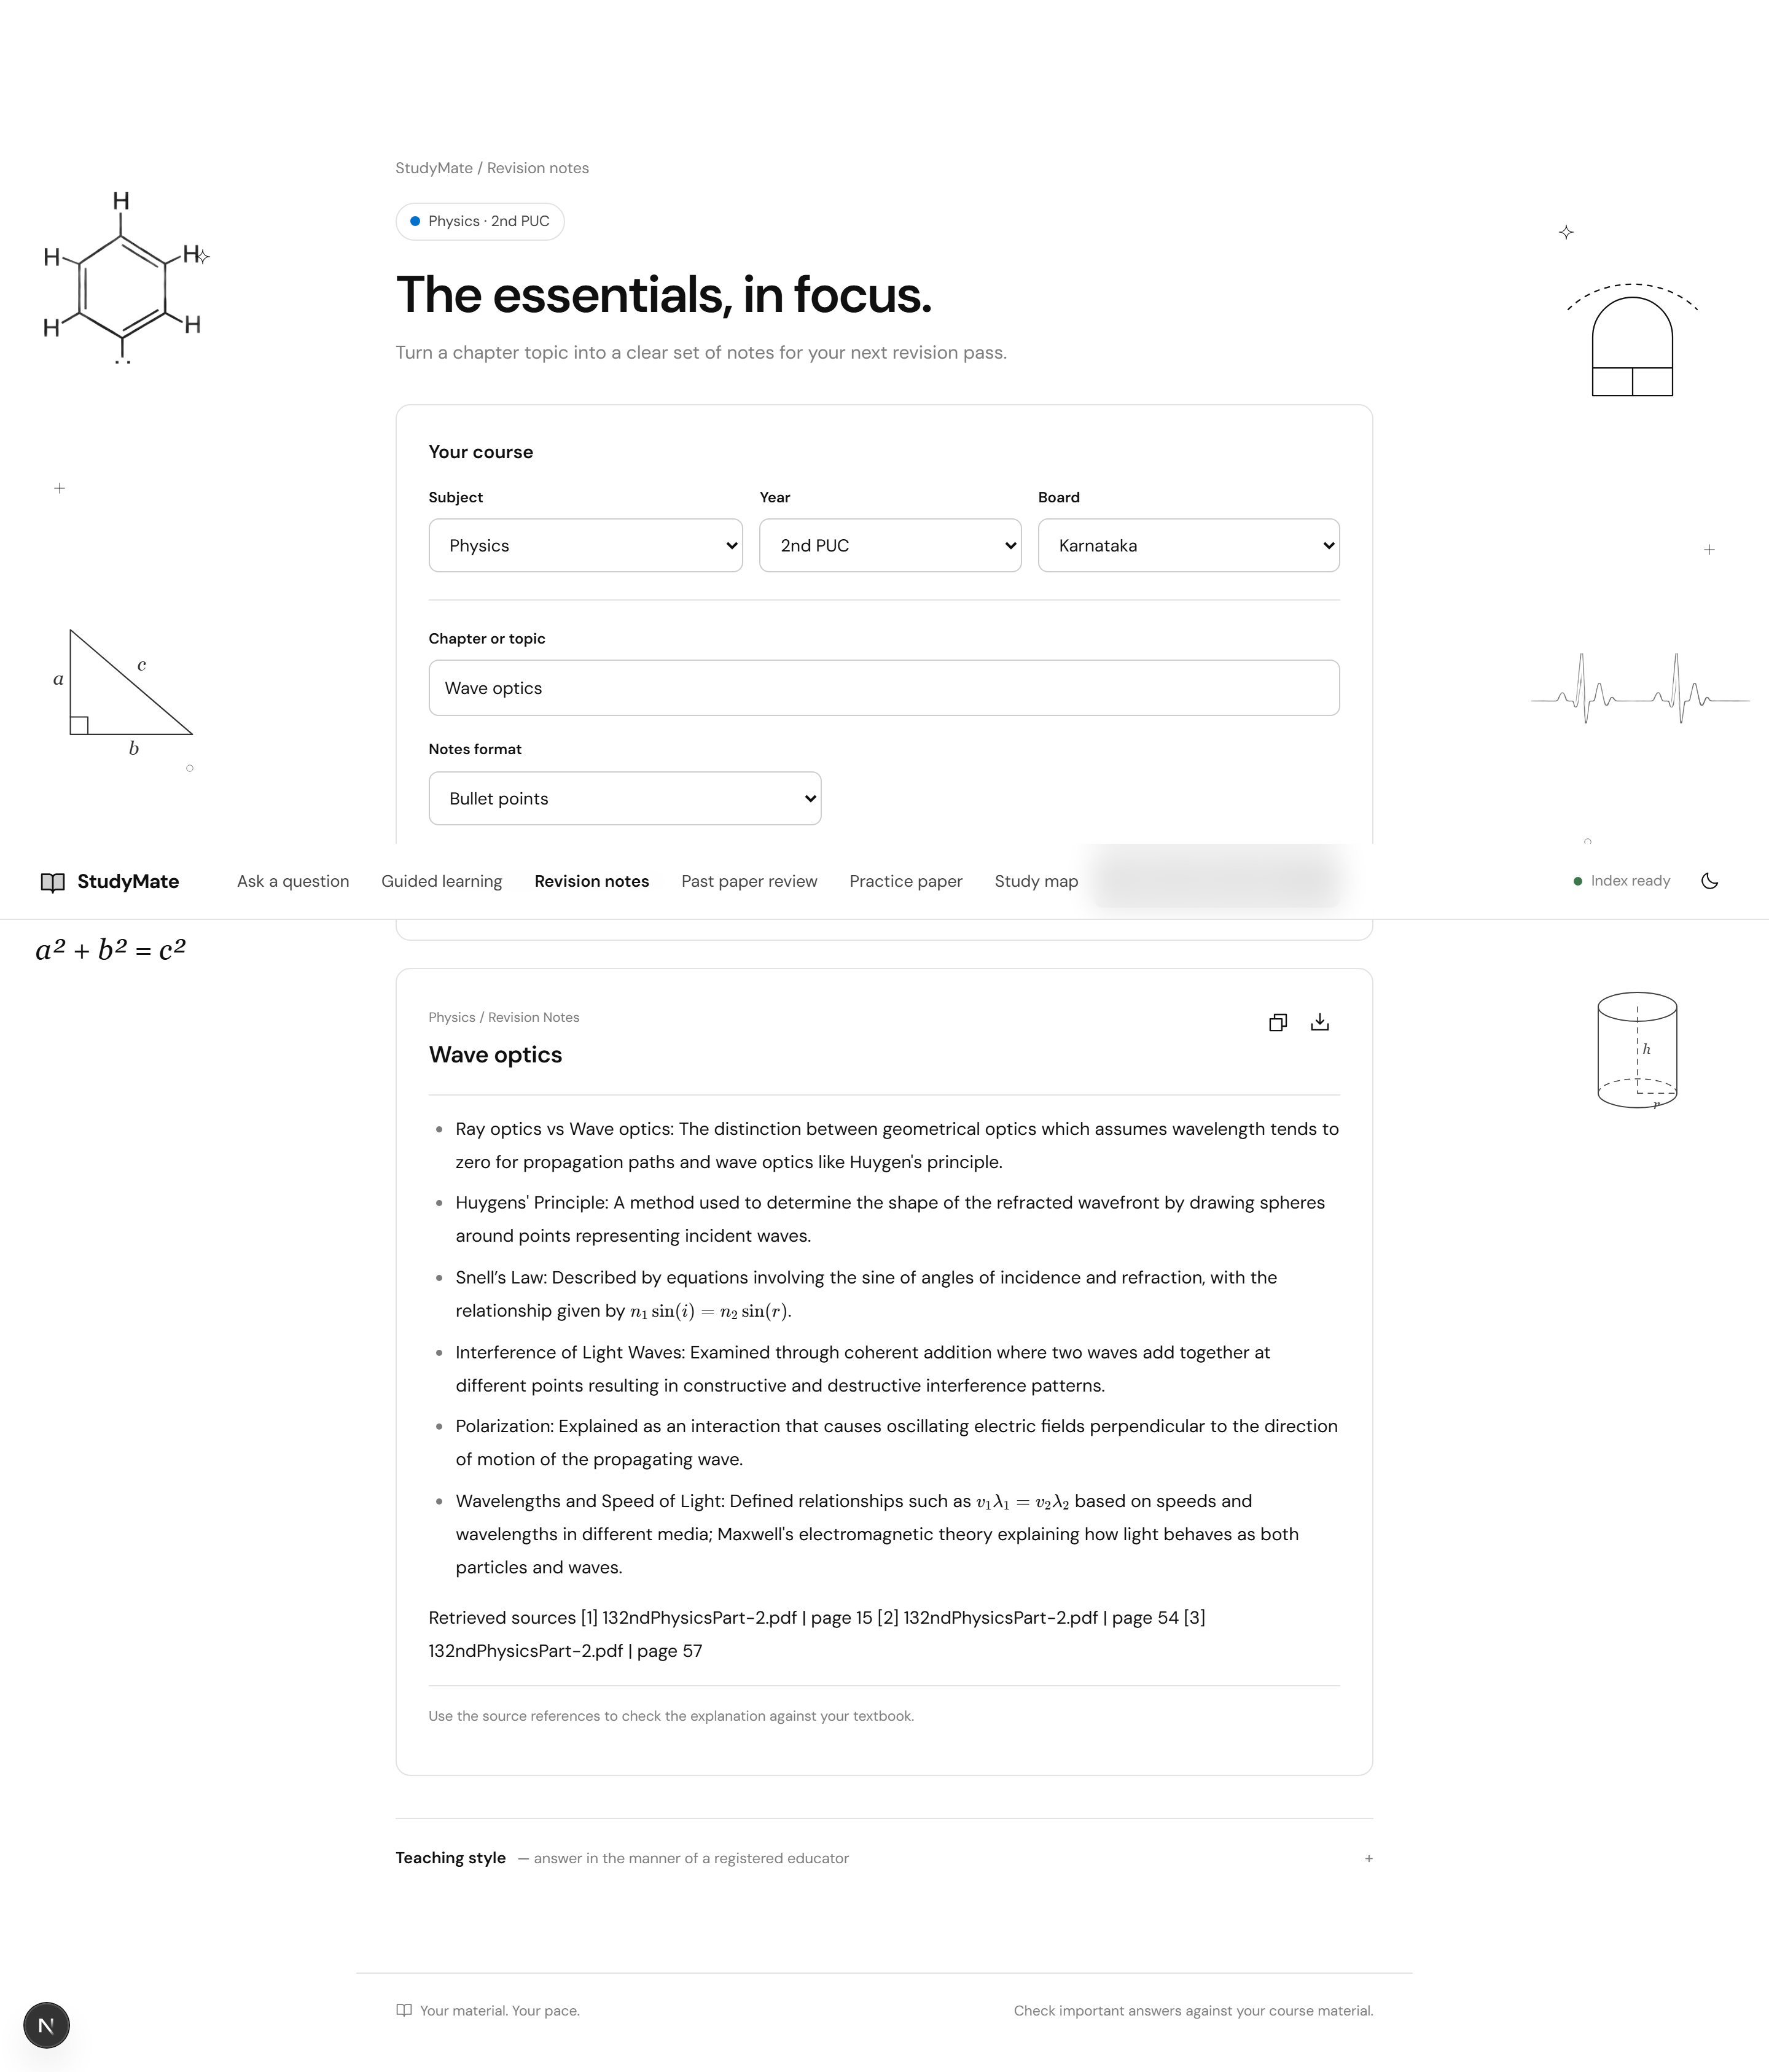 StudyMate / Revision notes
Physics · 2nd PUC
The essentials, in focus.
Turn a chapter topic into a clear set of notes for your next revision pass.
H
H
H
H
H
Your course
Subject Year Board
Physics 2nd PUC Karnataka
Chapter or topic
Wave optics
a
c
b
Notes format
Bullet points
StudyMate Ask a question Guided learning Revision notes Past paper review Practice paper Study map Index ready
a² + b² = c²
h
r
Physics / Revision Notes
Wave optics
Ray optics vs Wave optics: The distinction between geometrical optics which assumes wavelength tends to
zero for propagation paths and wave optics like Huygen's principle.
Huygens' Principle: A method used to determine the shape of the refracted wavefront by drawing spheres
around points representing incident waves.
Snell’s Law: Described by equations involving the sine of angles of incidence and refraction, with the
relationship given by n₁ sin(i) = n₂ sin(r).
Interference of Light Waves: Examined through coherent addition where two waves add together at
different points resulting in constructive and destructive interference patterns.
Polarization: Explained as an interaction that causes oscillating electric fields perpendicular to the direction
of motion of the propagating wave.
Wavelengths and Speed of Light: Defined relationships such as v₁λ₁ = v₂λ₂ based on speeds and
wavelengths in different media; Maxwell's electromagnetic theory explaining how light behaves as both
particles and waves.
Retrieved sources [1] 132ndPhysicsPart-2.pdf | page 15 [2] 132ndPhysicsPart-2.pdf | page 54 [3]
132ndPhysicsPart-2.pdf | page 57
Use the source references to check the explanation against your textbook.
Teaching style — answer in the manner of a registered educator +
Your material. Your pace. Check important answers against your course material.
N